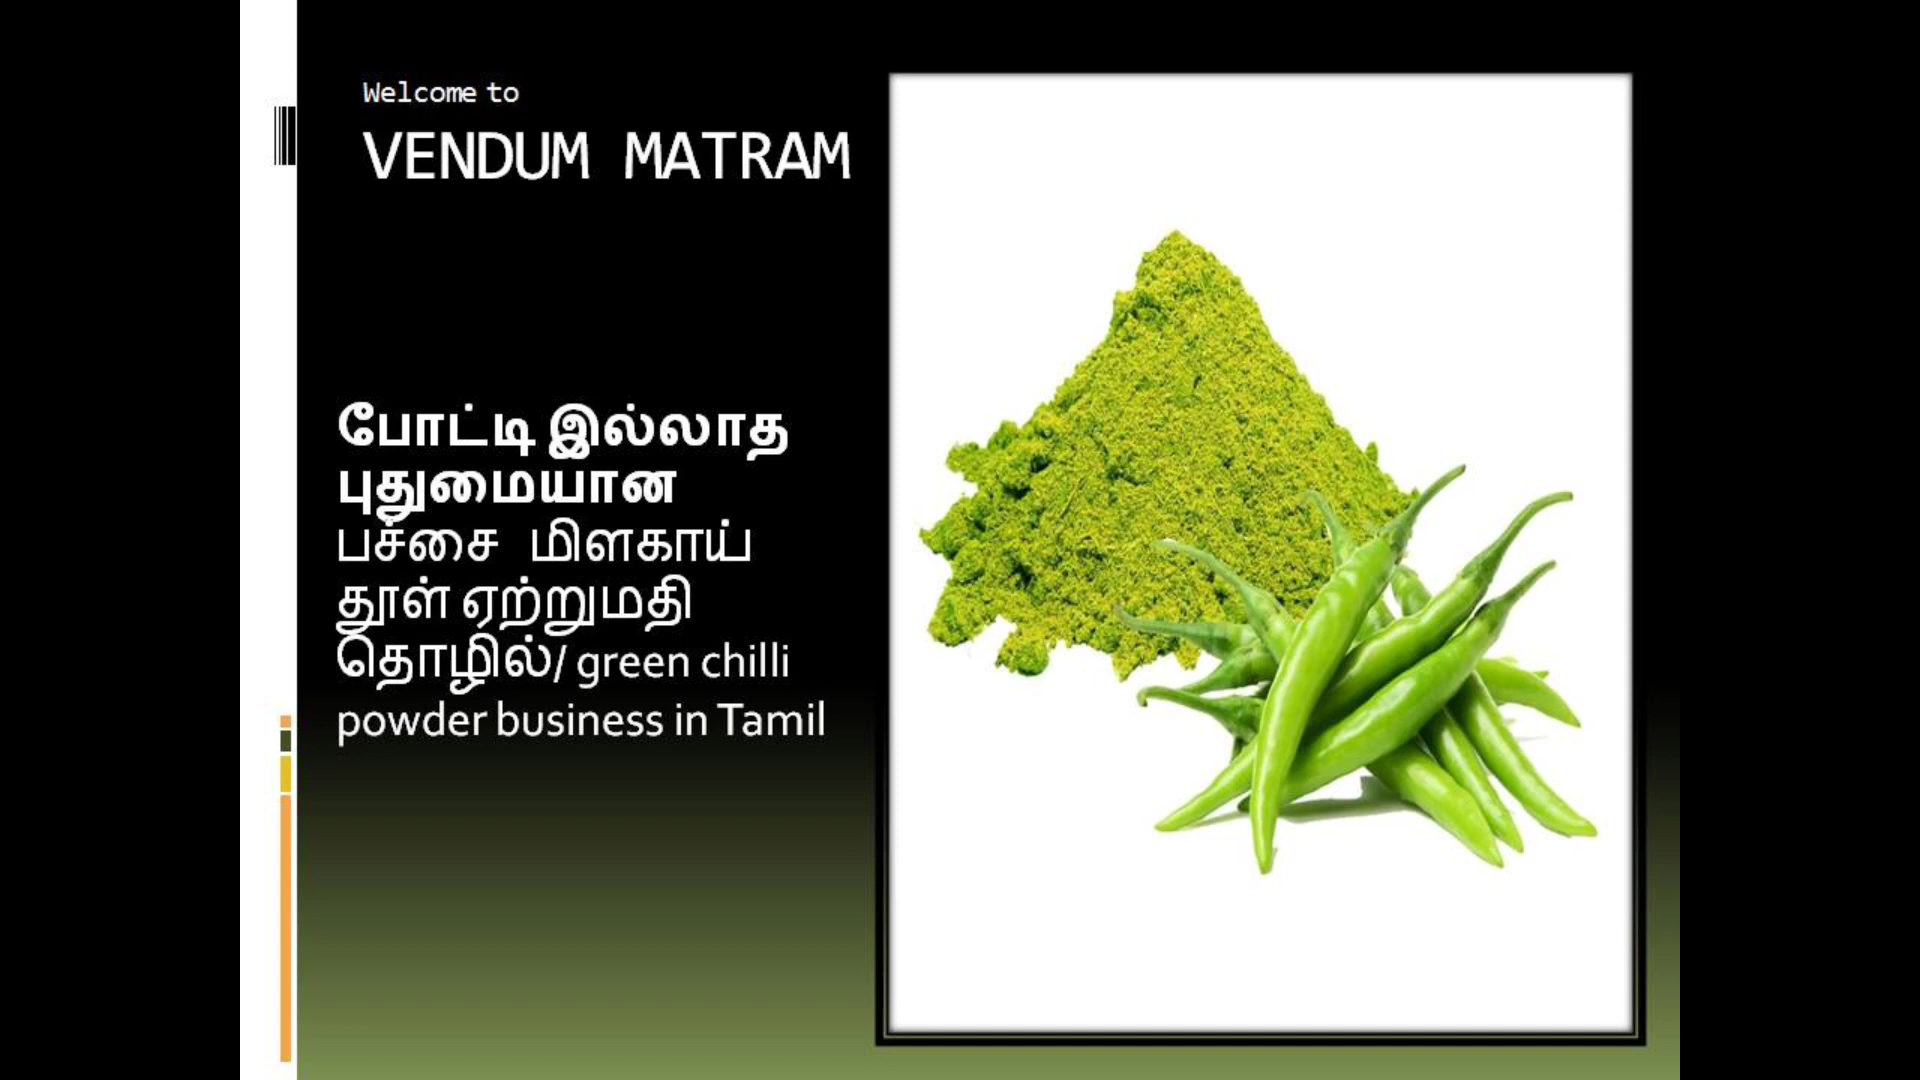 Welcome to
VENDUM MATRAM
போட்டி இல்லாத
புதுமையான
பச்சை மிளகாய்
தூள் ஏற்றுமதி
தொழில்/ green chilli
powder business in Tamil